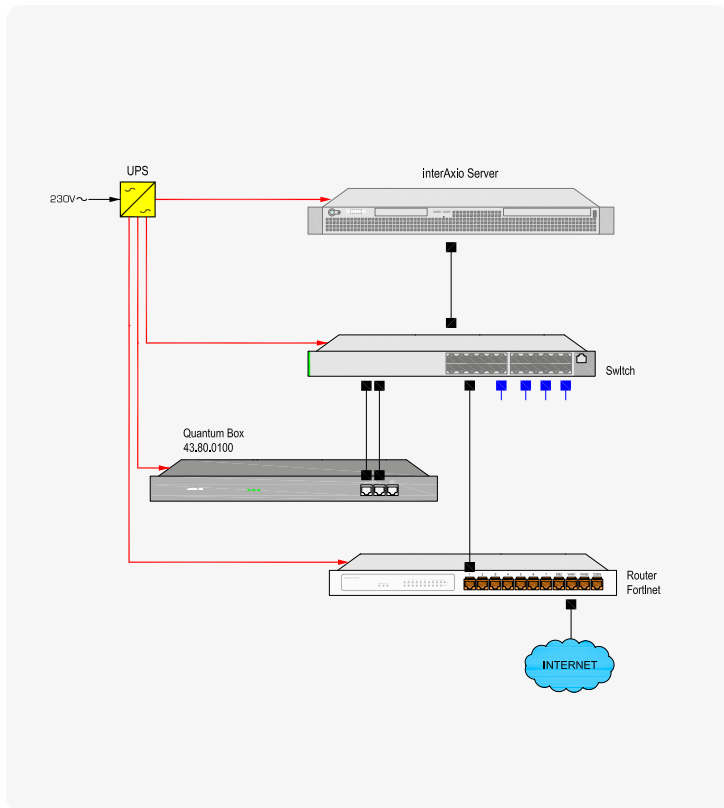 UPS
230V~
interAxio Server
Switch
Quantum Box
43.80.0100
Router
Fortinet
INTERNET